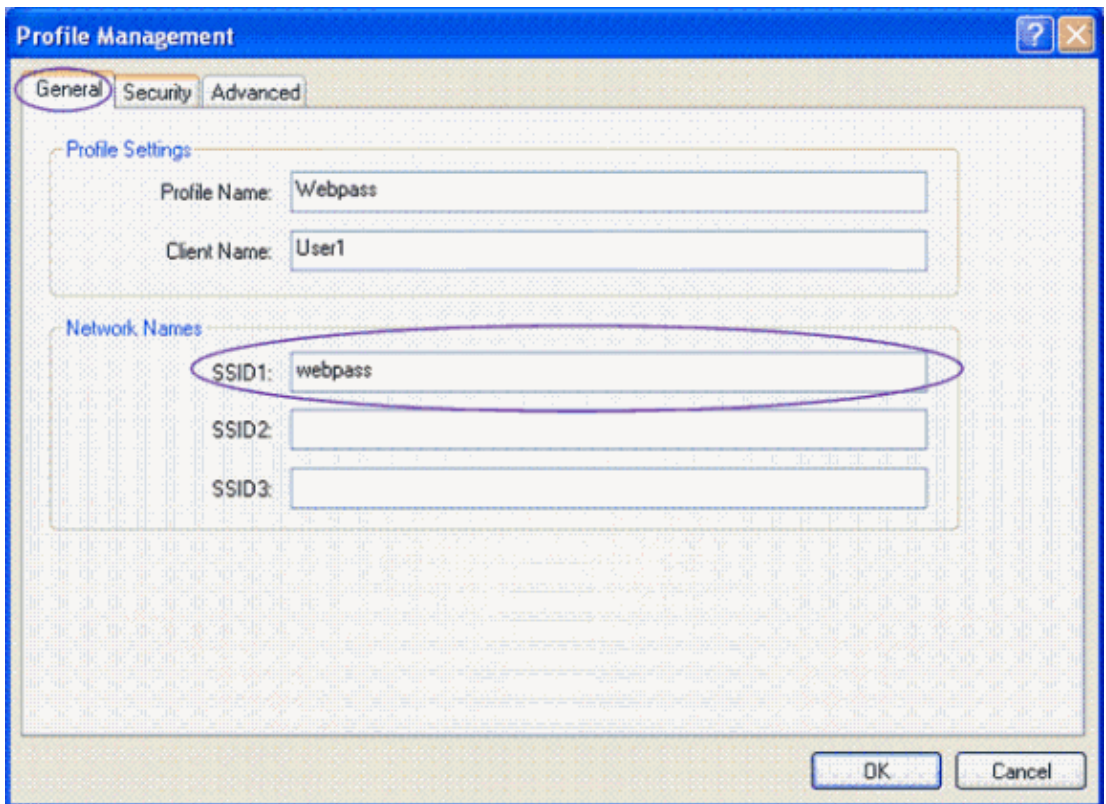 Profile Management
General Security Advanced
Profile Settings
Profile Name: Webpass
Client Name: User1
Network Names
SSID1: webpass
SSID2:
SSID3:
OK Cancel